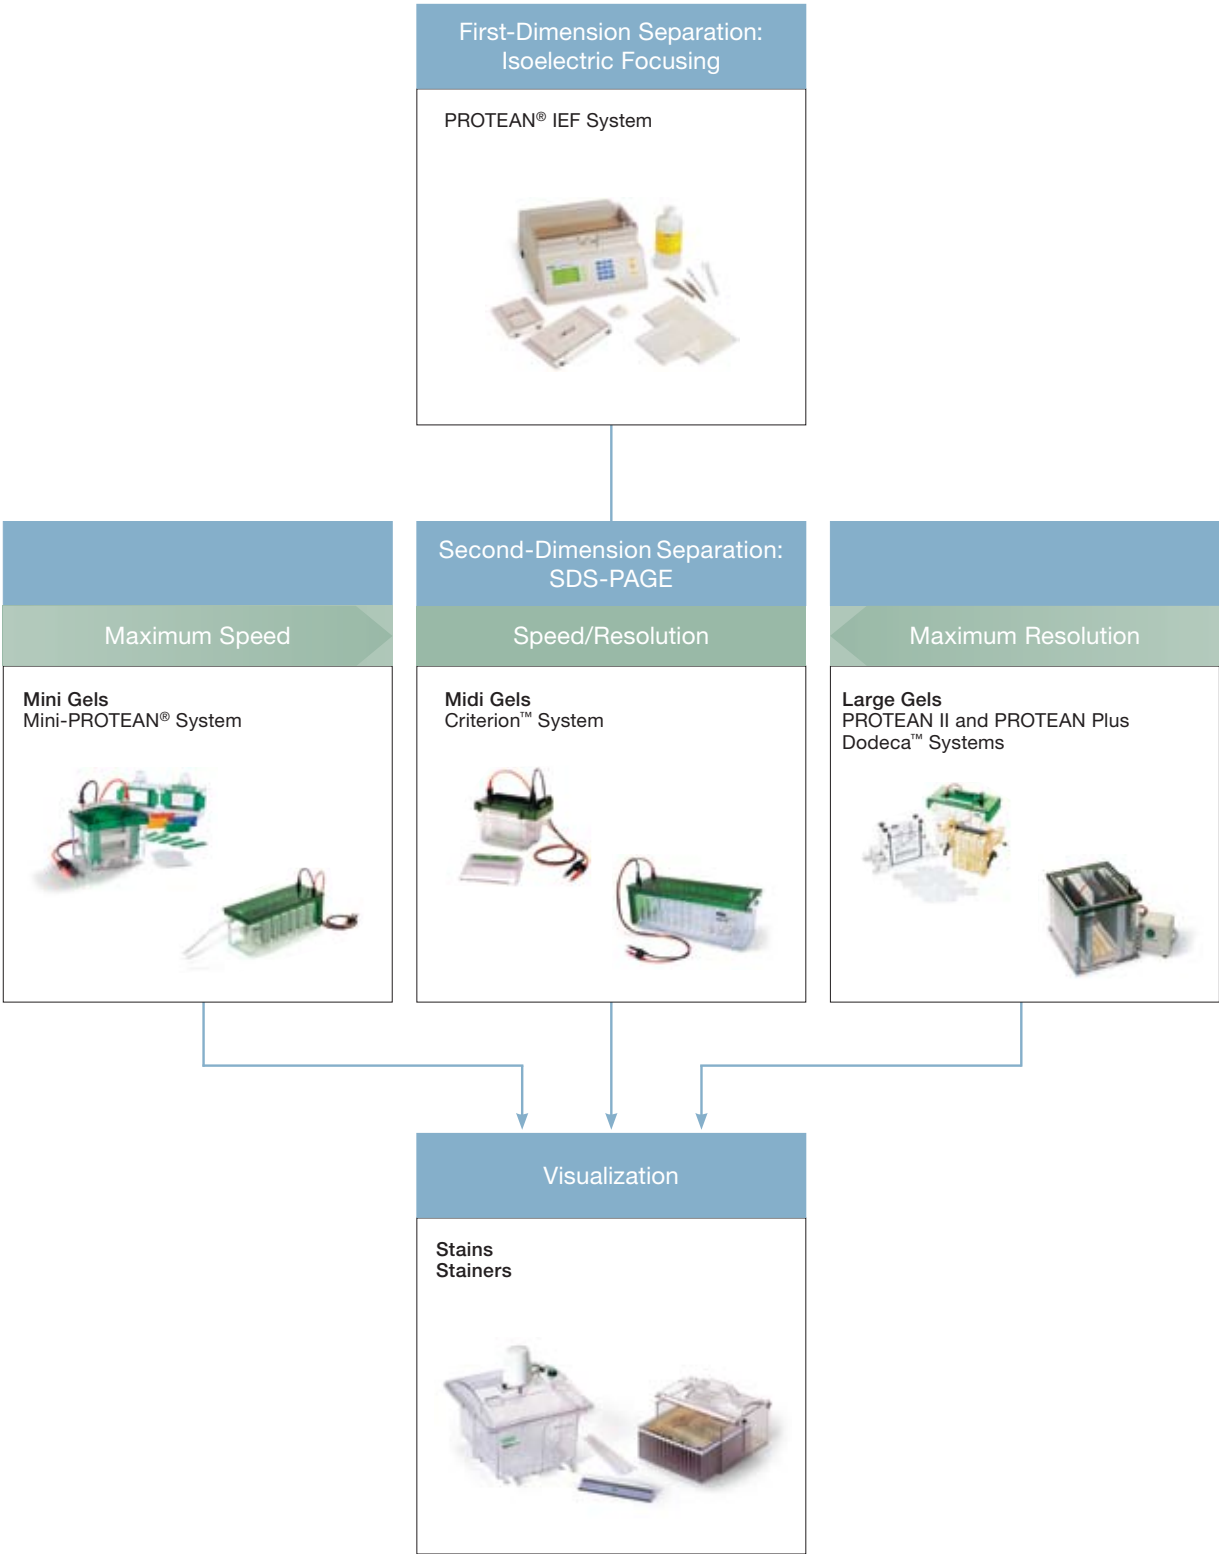 First-Dimension Separation:
Isoelectric Focusing
PROTEAN® IEF System
Second-Dimension Separation:
SDS-PAGE
Maximum Speed
Speed/Resolution
Maximum Resolution
Mini Gels
Mini-PROTEAN® System
Midi Gels
Criterion™ System
Large Gels
PROTEAN II and PROTEAN Plus
Dodeca™ Systems
Visualization
Stains
Stainers